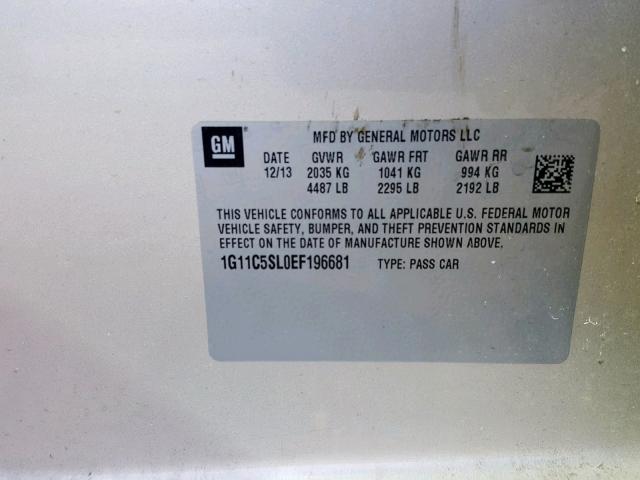 GM
MFD BY GENERAL MOTORS LLC
DATE GVWR GAWR FRT GAWR RR
12/13 2035 KG 1041 KG 994 KG
4487 LB 2295 LB 2192 LB
THIS VEHICLE CONFORMS TO ALL APPLICABLE U.S. FEDERAL MOTOR
VEHICLE SAFETY, BUMPER, AND THEFT PREVENTION STANDARDS IN
EFFECT ON THE DATE OF MANUFACTURE SHOWN ABOVE.
1G11C5SL0EF196681 TYPE: PASS CAR